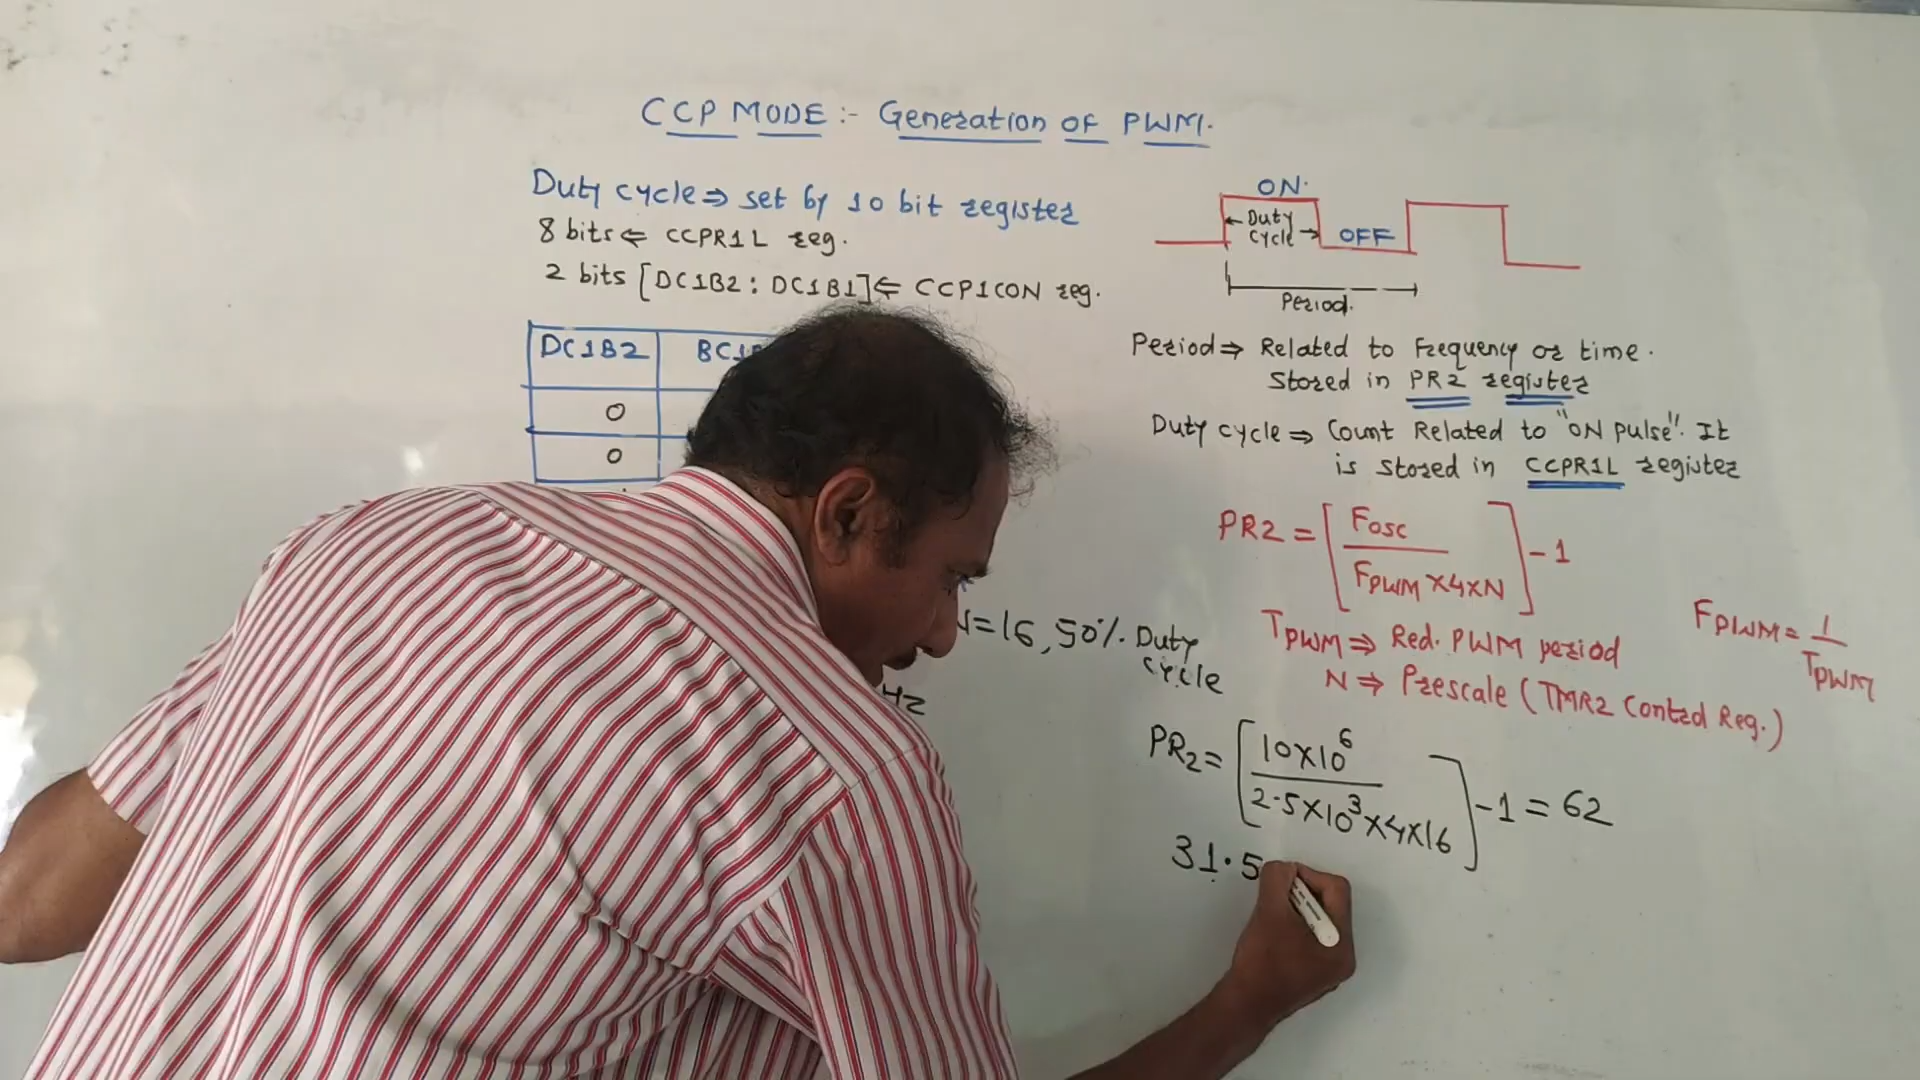 CCP MODE :- Generation OF PWM.
Duty cycle ⇒ set by 10 bit register
8 bits ⇐ CCPR1L reg.
2 bits [DC1B2 : DC1B1] ⇐ CCP1CON reg.
DC1B2
0
0
N=16, 50% Duty cycle
Hz
ON.
Duty cycle
OFF
Period.
Period ⇒ Related to Frequency or time.
Stored in PR2 register
Duty cycle ⇒ Count Related to "ON pulse". It
is stored in CCPR1L register
PR2 = [Fosc / FPWM x4xN] - 1
TPWM ⇒ Red. PWM period
FPWM = 1 / TPWM
N ⇒ Prescale (TMR2 Contrd Reg.)
PR2 = [10x10^6 / 2.5x10^3x4x16] - 1 = 62
31.5